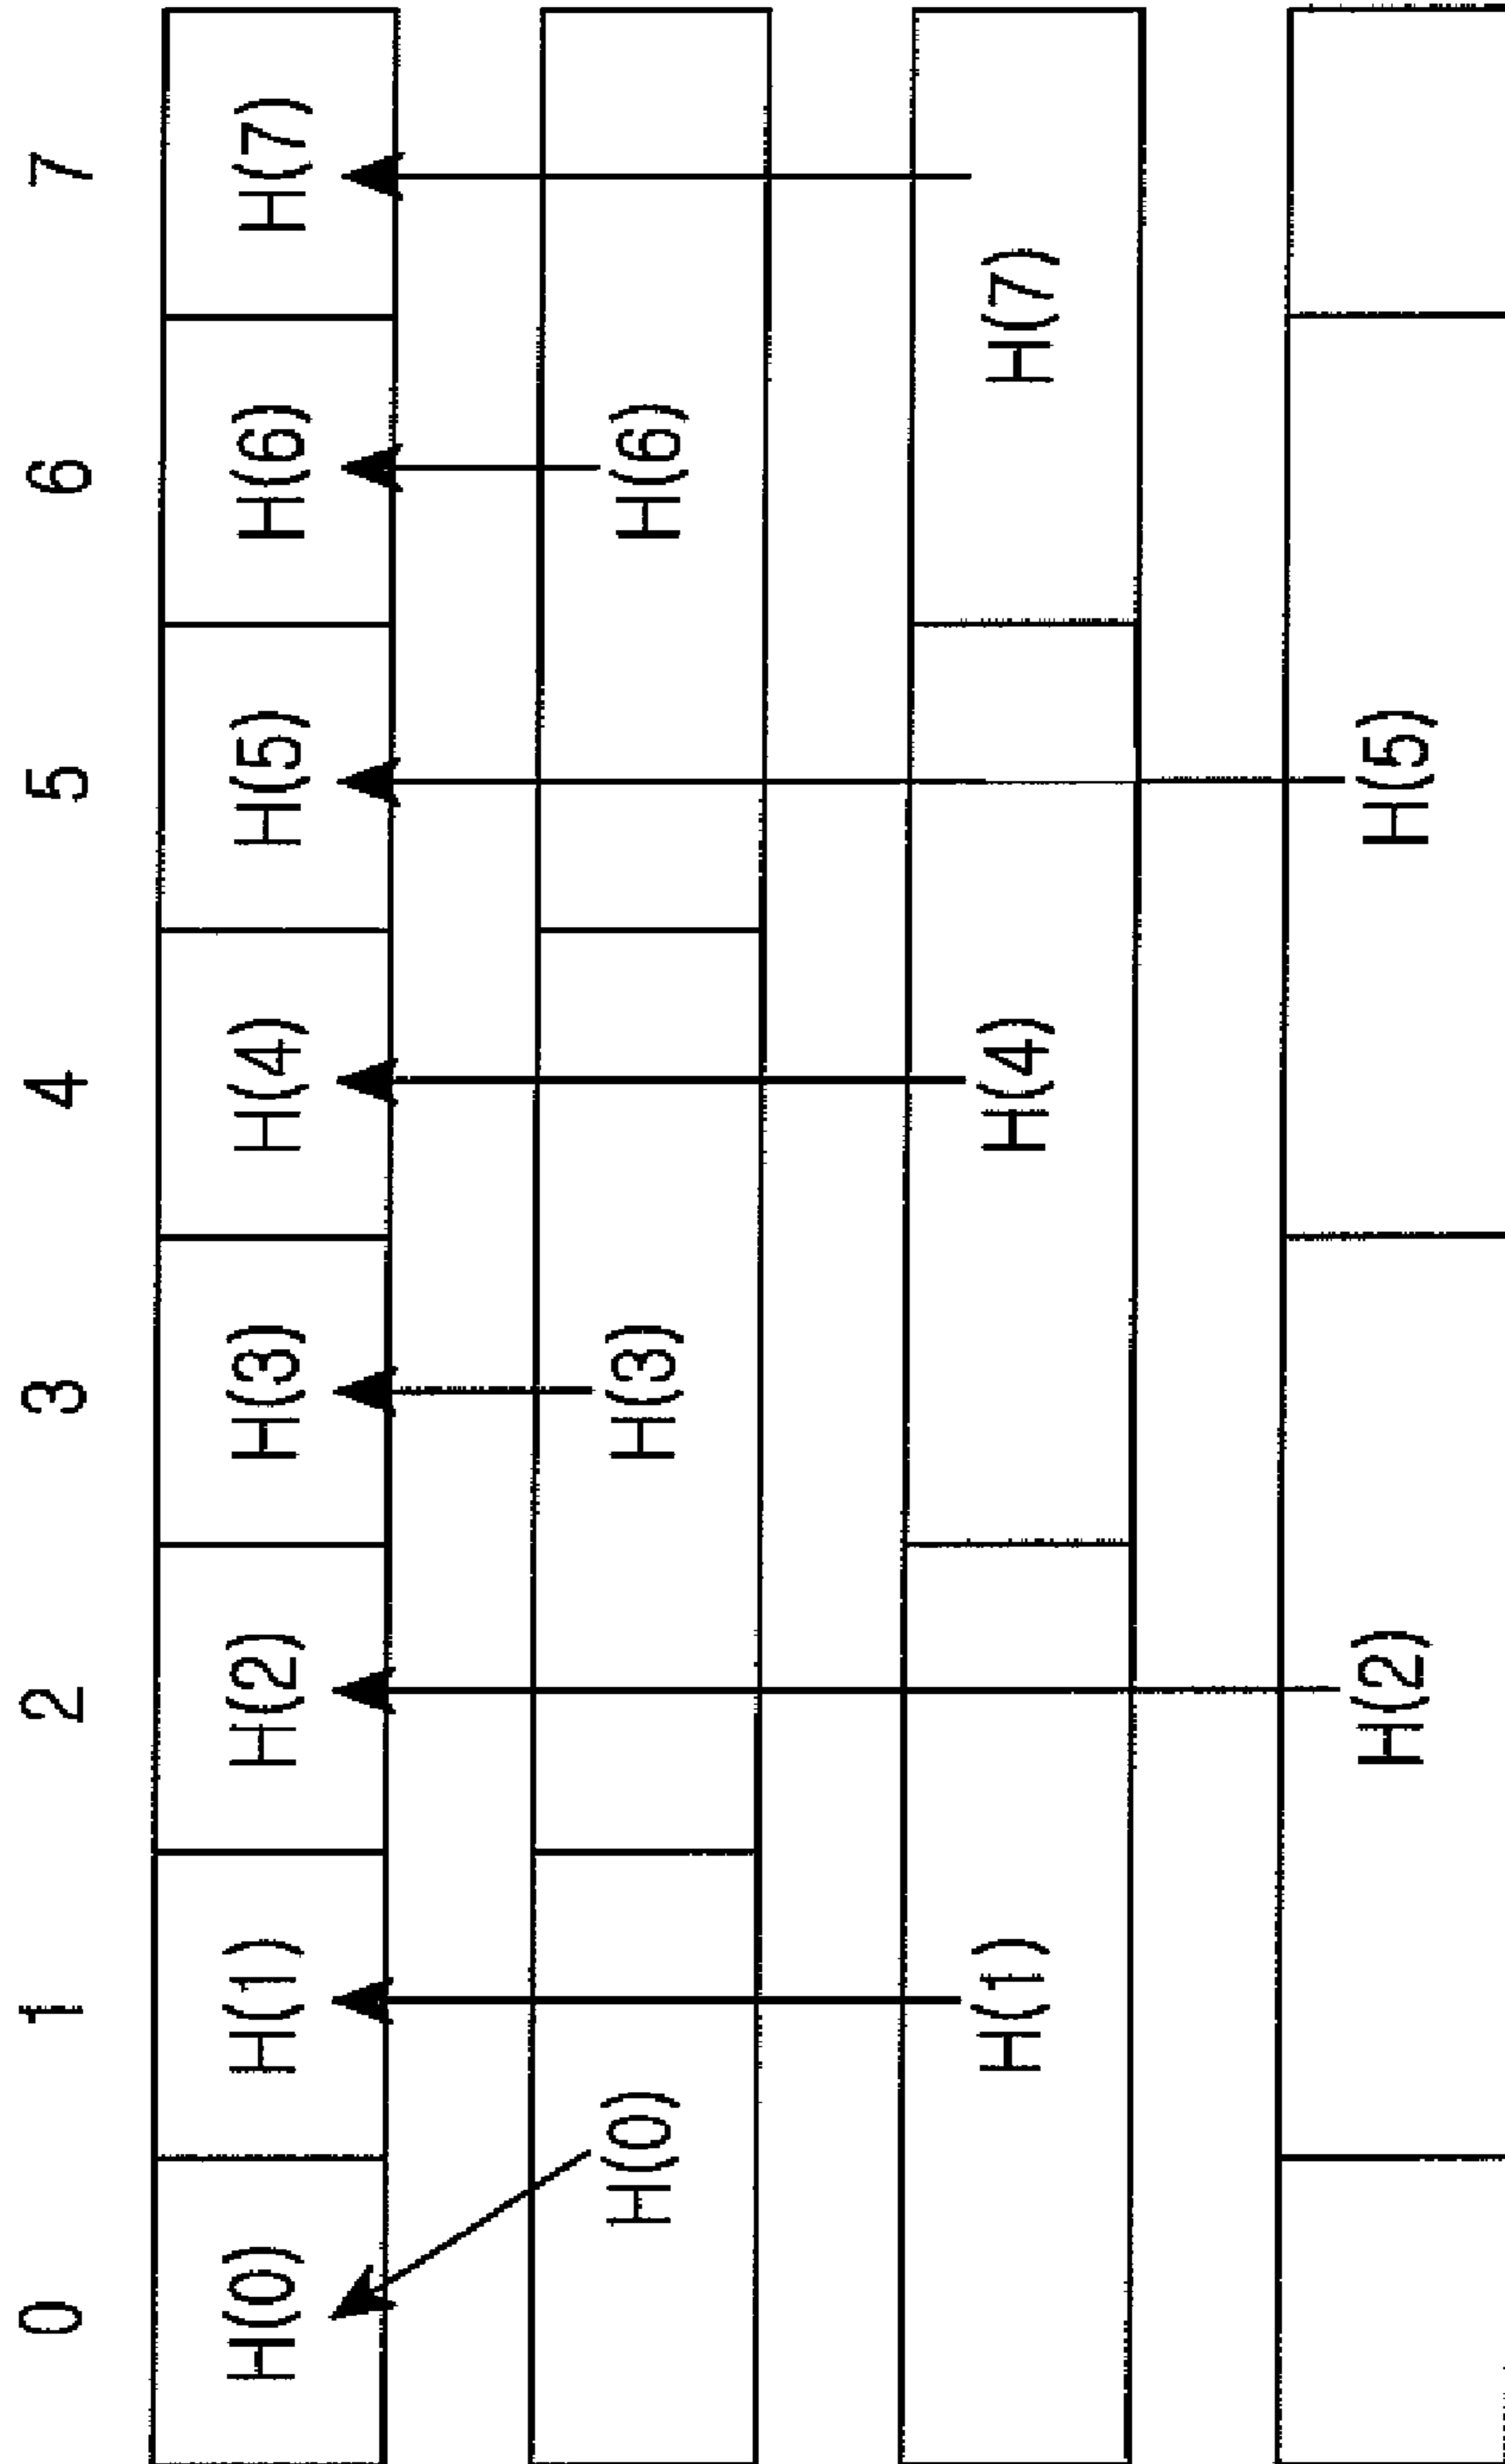 0 1 2 3 4 5 6 7
H(0) H(1) H(2) H(3) H(4) H(5) H(6) H(7)
H(0) H(3) H(6)
H(1) H(4) H(7)
H(2) H(5)